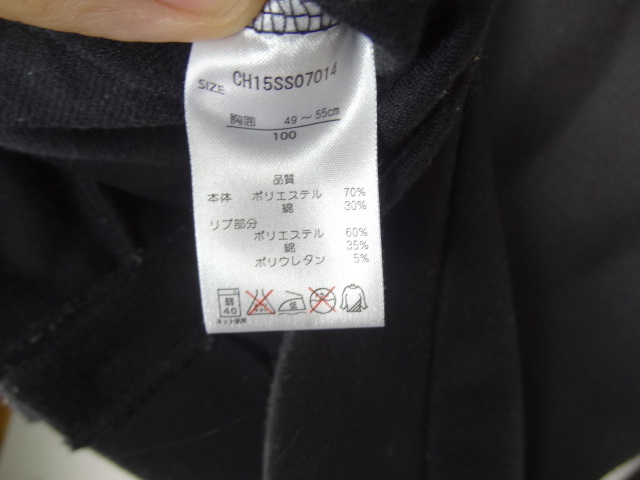 SIZE CH15SS07014
胸囲 49～55cm
100
品質
本体 ポリエステル 70%
綿 30%
リブ部分
ポリエステル 60%
綿 35%
ポリウレタン 5%
弱 40 低
ネット使用